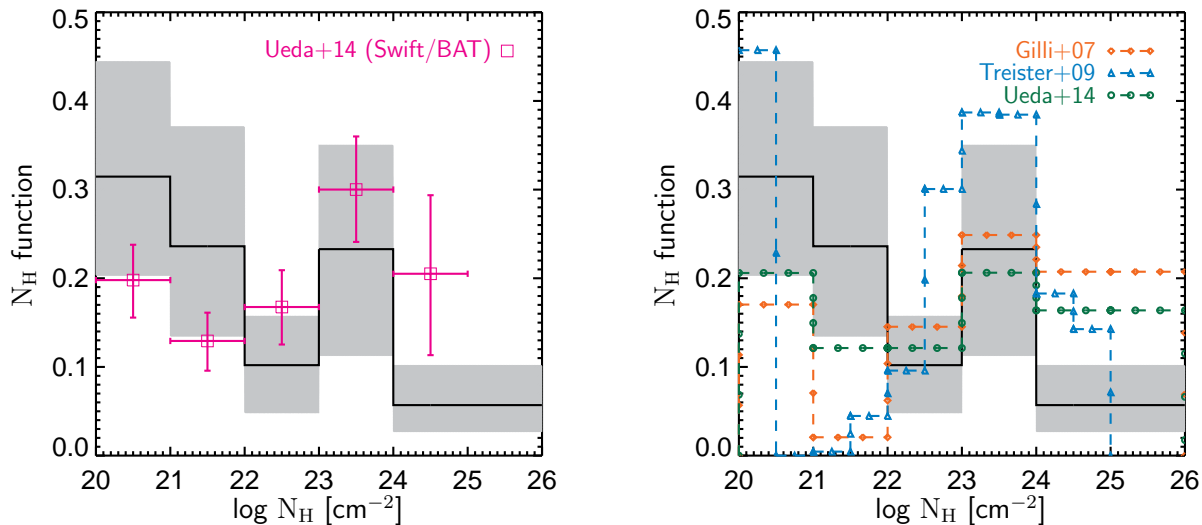 0.5
0.4
0.3
0.2
0.1
0.0
N_H function
Ueda+14 (Swift/BAT)
20 21 22 23 24 25 26
log N_H [cm^−2]
0.5
0.4
0.3
0.2
0.1
0.0
N_H function
Gilli+07
Treister+09
Ueda+14
20 21 22 23 24 25 26
log N_H [cm^−2]